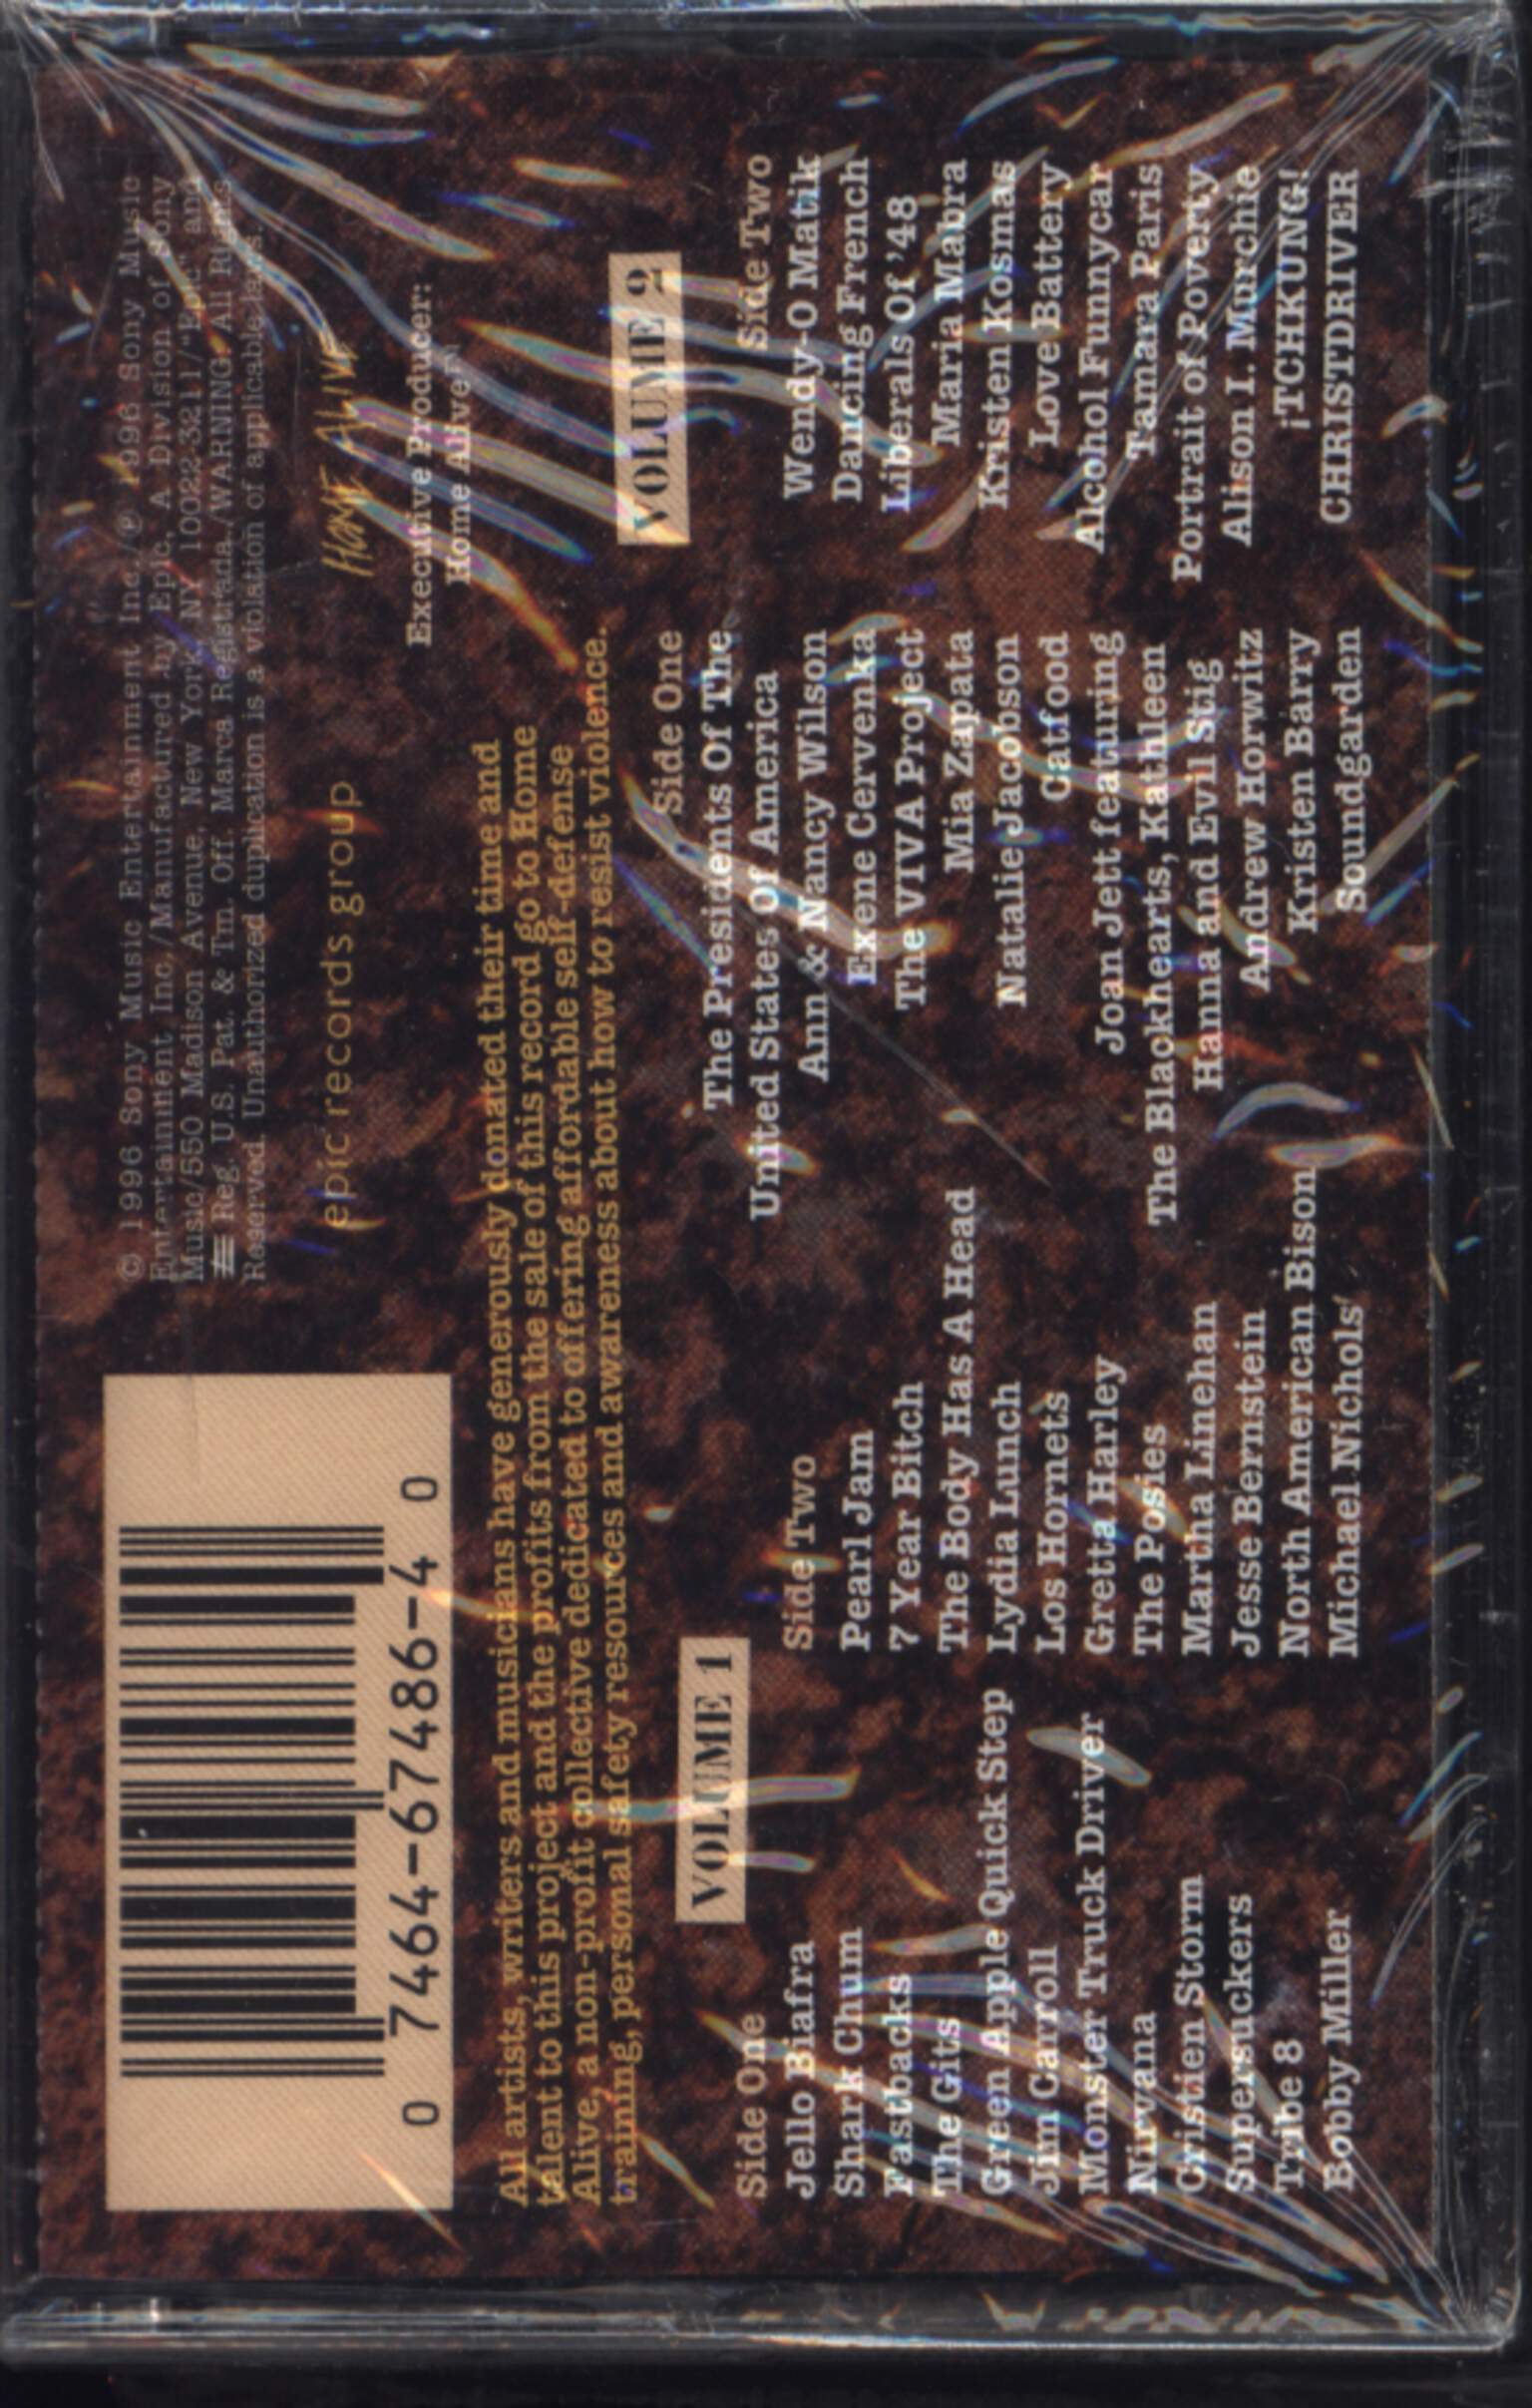 © 1996 Sony Music Entertainment Inc./℗ 1996 Sony Music
Entertainment Inc./Manufactured by Epic, A Division of Sony
Music/550 Madison Avenue, New York, NY 10022-3211/"Epic" and
Reg. U.S. Pat. & Tm. Off. Marca Registrada./WARNING: All Rights
Reserved. Unauthorized duplication is a violation of applicable laws.
epic records group
HOME ALIVE
Executive Producer:
Home Alive™
0 7464-67486-4 0
All artists, writers and musicians have generously donated their time and
talent to this project and the profits from the sale of this record go to Home
Alive, a non-profit collective dedicated to offering affordable self-defense
training, personal safety resources and awareness about how to resist violence.
VOLUME 1
Side One
Jello Biafra
Shark Chum
Fastbacks
The Gits
Green Apple Quick Step
Jim Carroll
Monster Truck Driver
Nirvana
Cristien Storm
Supersuckers
Tribe 8
Bobby Miller
Side Two
Pearl Jam
7 Year Bitch
The Body Has A Head
Lydia Lunch
Los Hornets
Gretta Harley
The Posies
Martha Linehan
Jesse Bernstein
North American Bison
Michael Nichols
VOLUME 2
Side One
The Presidents Of The
United States Of America
Ann & Nancy Wilson
Exene Cervenka
The VIVA Project
Mia Zapata
Natalie Jacobson
Catfood
Joan Jett featuring
The Blackhearts, Kathleen
Hanna and Evil Stig
Andrew Horwitz
Kristen Barry
Soundgarden
Side Two
Wendy-O Matik
Dancing French
Liberals Of '48
Maria Mabra
Kristen Kosmas
Love Battery
Alcohol Funnycar
Tamara Paris
Portrait of Poverty
Alison I. Murchie
¡TCHKUNG!
CHRISTDRIVER